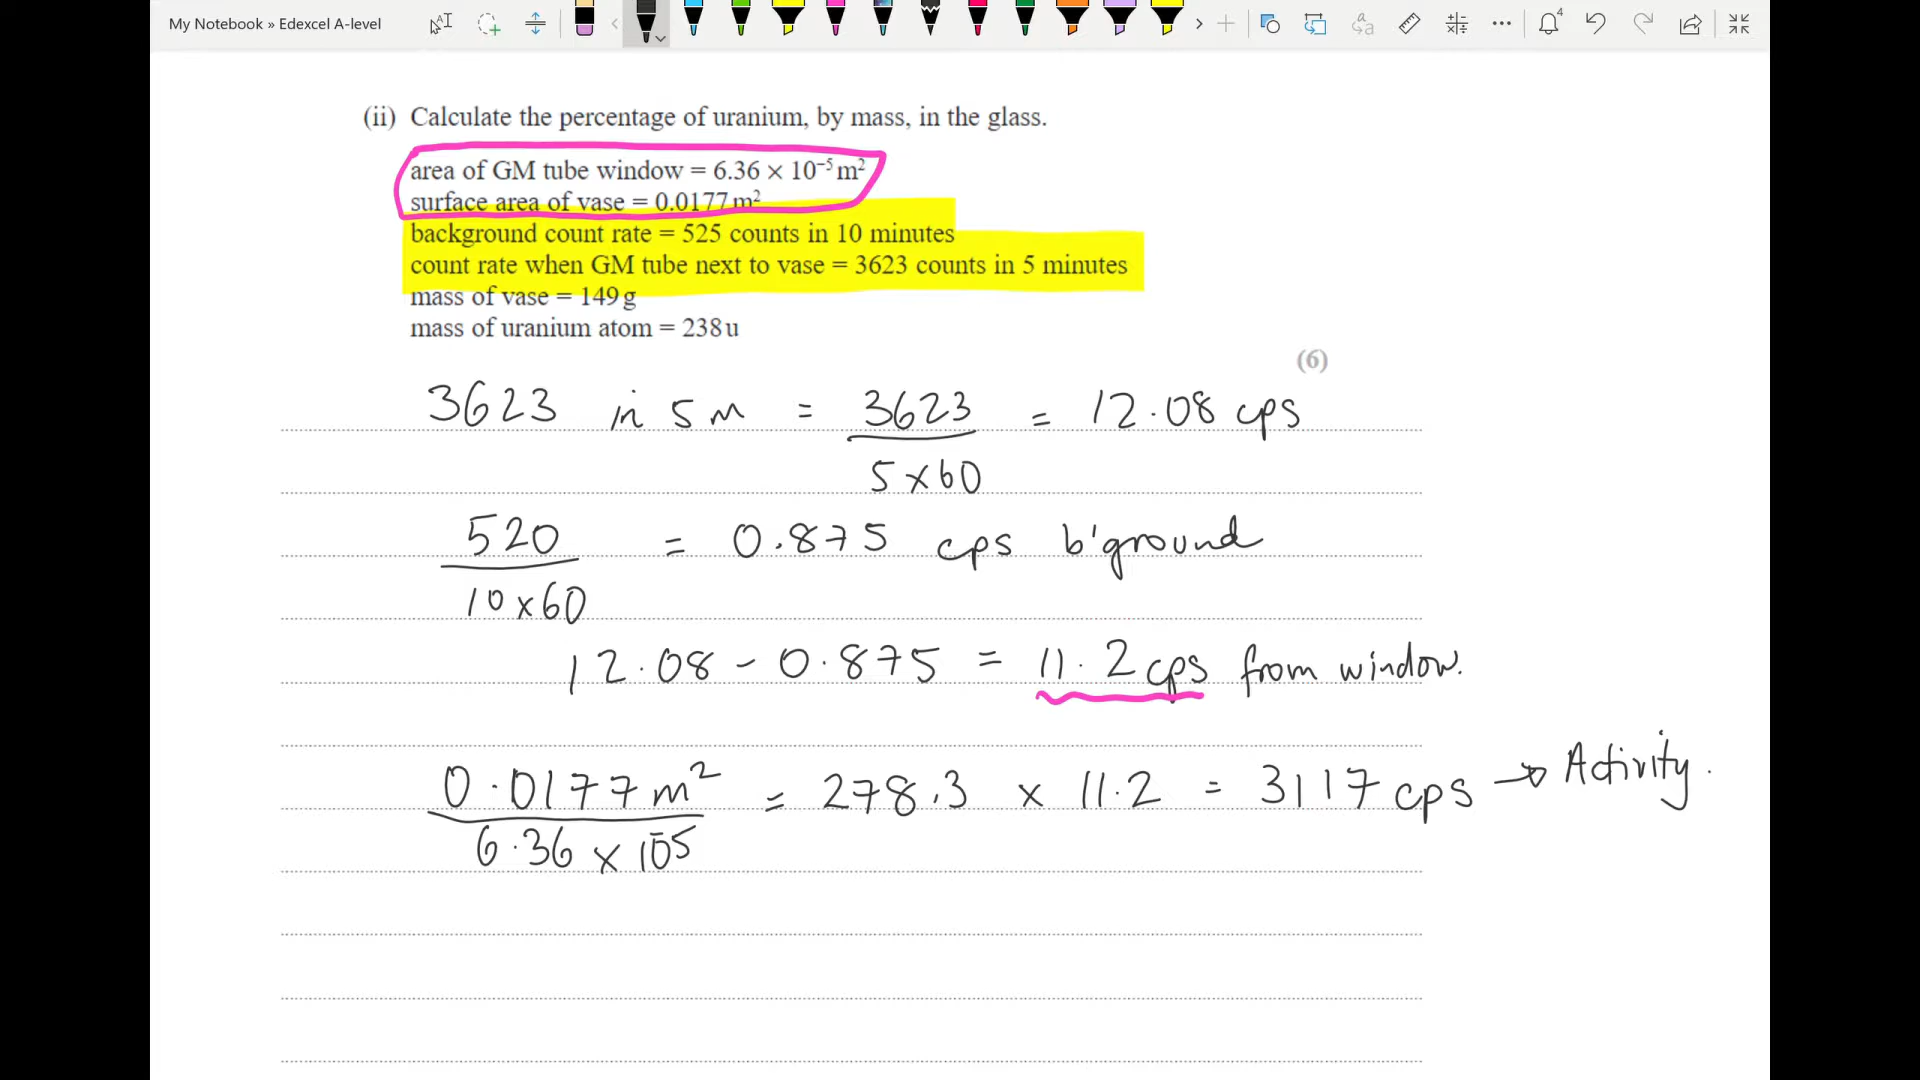 My Notebook » Edexcel A-level
4
(ii) Calculate the percentage of uranium, by mass, in the glass.
area of GM tube window = 6.36 × 10⁻⁵ m²
surface area of vase = 0.0177 m²
background count rate = 525 counts in 10 minutes
count rate when GM tube next to vase = 3623 counts in 5 minutes
mass of vase = 149 g
mass of uranium atom = 238 u
(6)
3623 in 5 m = 3623 = 12.08 cps
5 x 60
520 = 0.875 cps b'ground
10 x 60
12.08 - 0.875 = 11.2 cps from window.
0.0177 m² = 278.3 x 11.2 = 3117 cps → Activity.
6.36 x 10⁻⁵